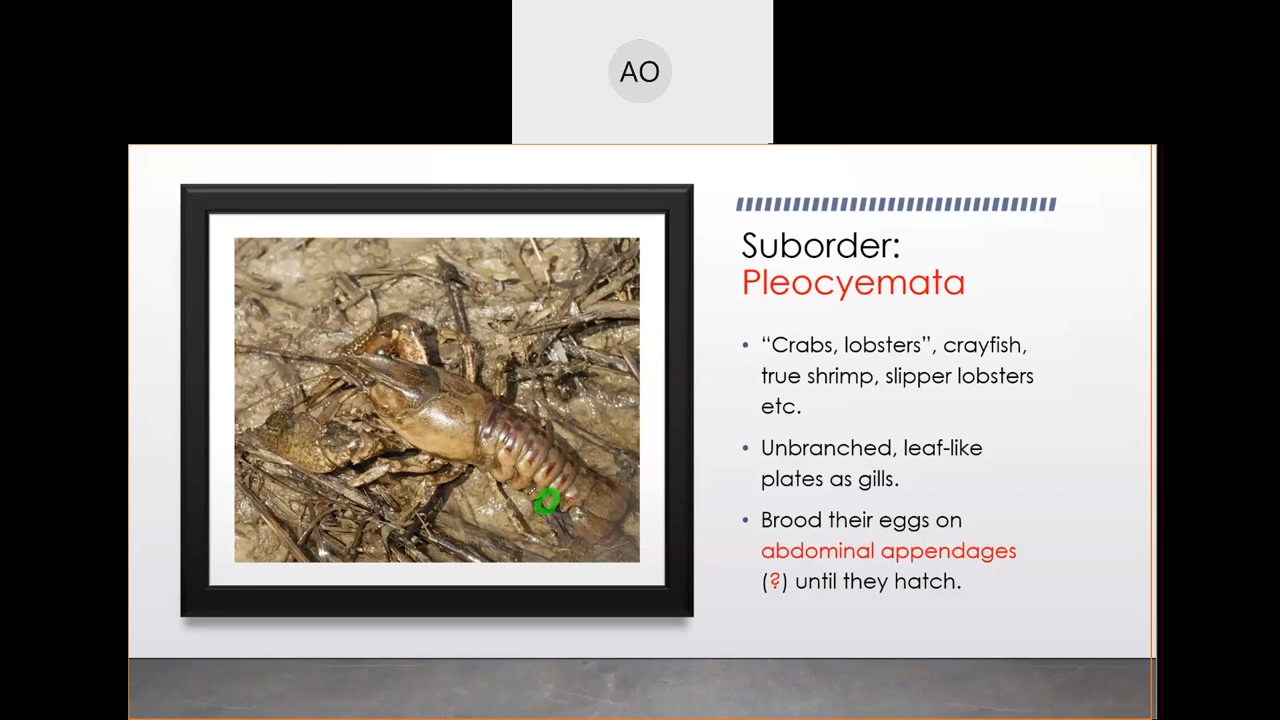 AO
Suborder:
Pleocyemata
• “Crabs, lobsters”, crayfish,
true shrimp, slipper lobsters
etc.
• Unbranched, leaf-like
plates as gills.
• Brood their eggs on
abdominal appendages
(?) until they hatch.